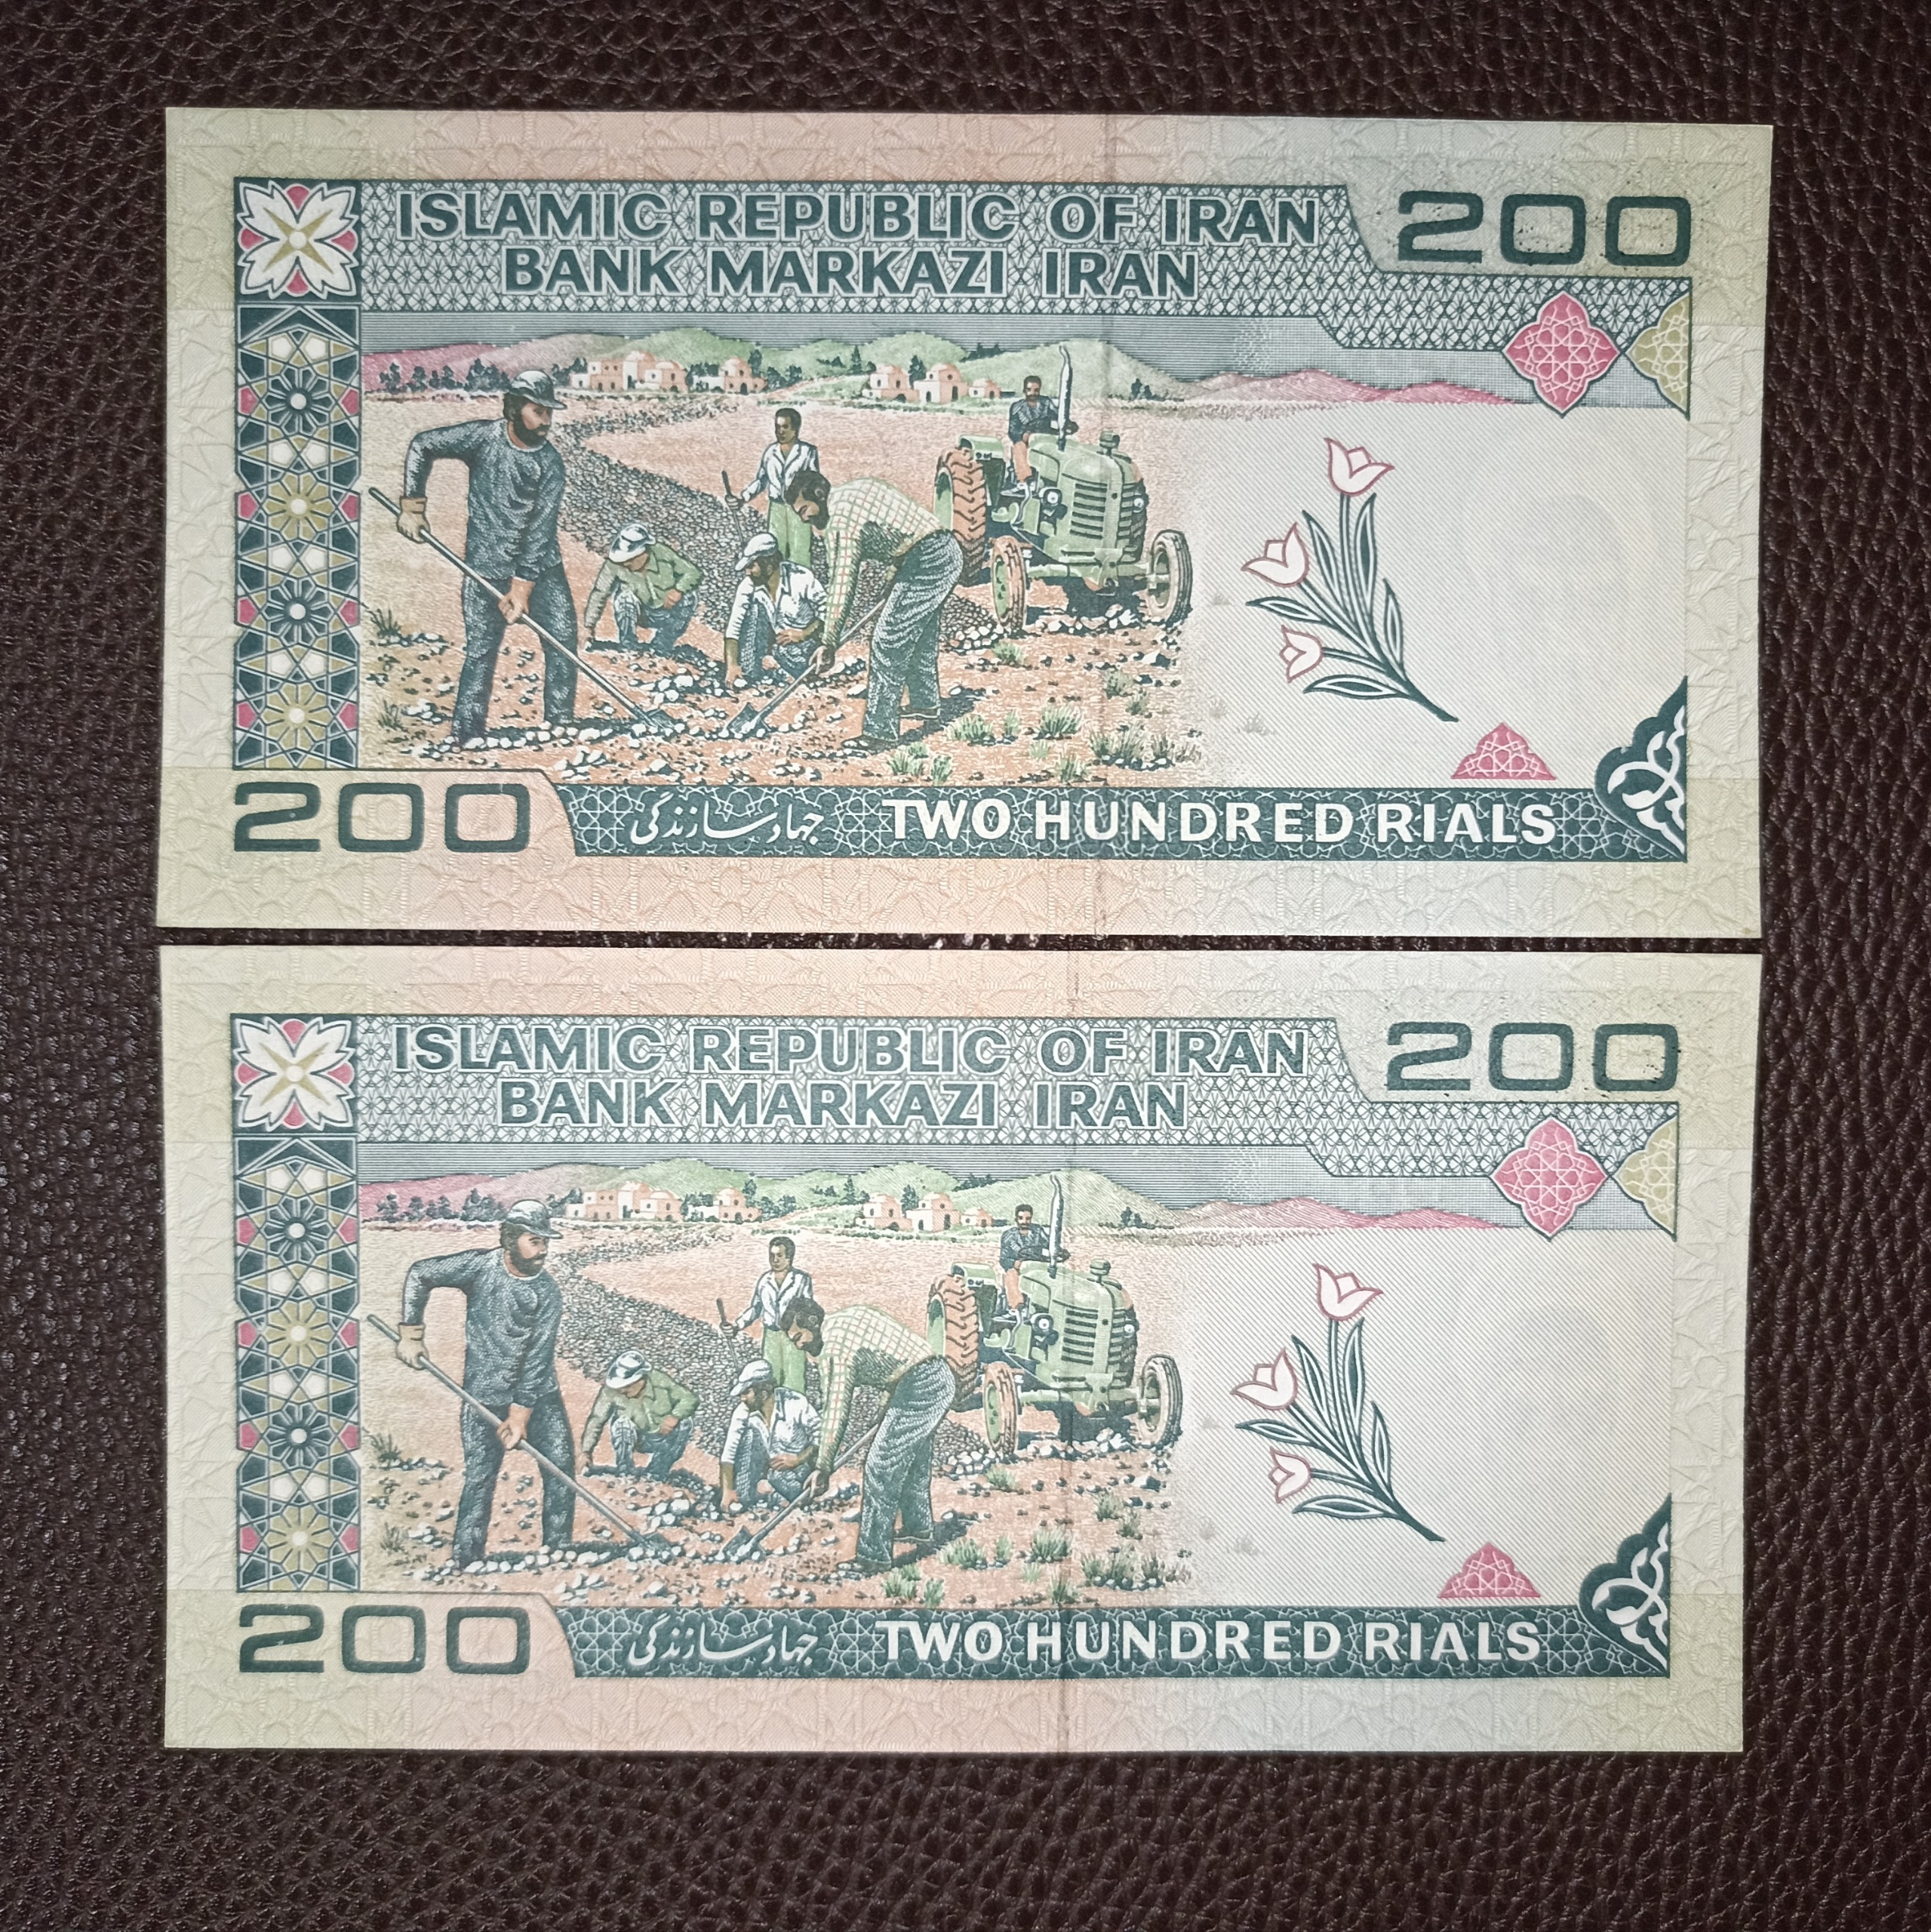 ISLAMIC REPUBLIC OF IRAN
BANK MARKAZI IRAN
200
200
جهاد سازندگی
TWO HUNDRED RIALS
ISLAMIC REPUBLIC OF IRAN
BANK MARKAZI IRAN
200
200
جهاد سازندگی
TWO HUNDRED RIALS